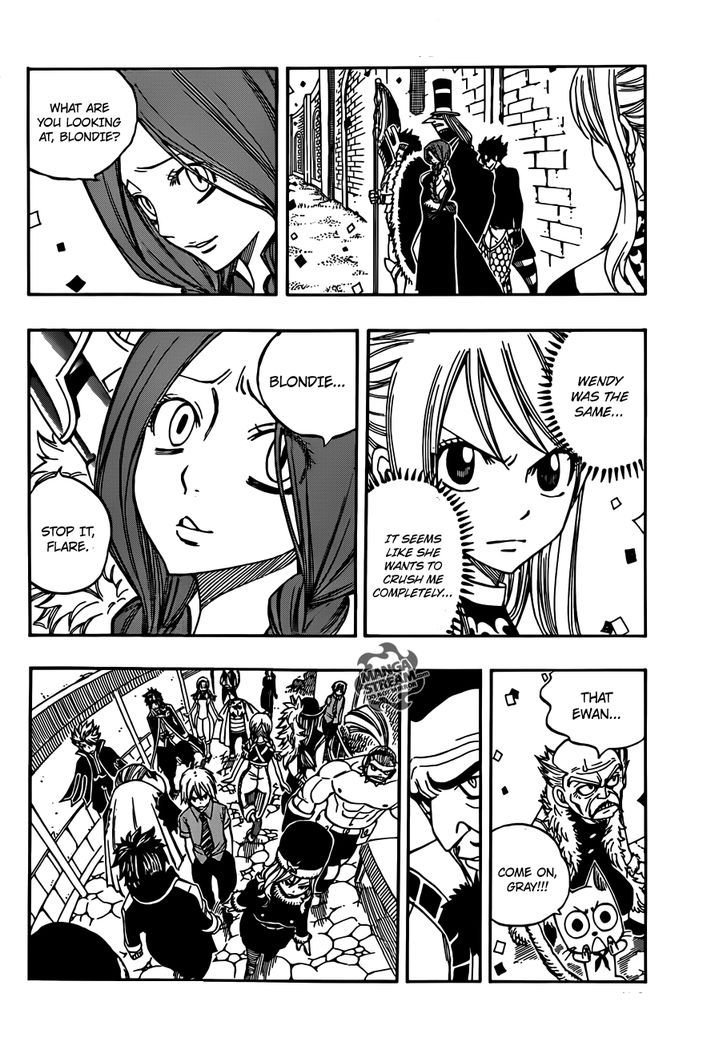 WHAT ARE
YOU LOOKING
AT, BLONDIE?
BLONDIE...
STOP IT,
FLARE.
WENDY
WAS THE
SAME...
IT SEEMS
LIKE SHE
WANTS TO
CRUSH ME
COMPLETELY...
MANGA
STREAM.com
THAT
EWAN...
COME ON,
GRAY!!!